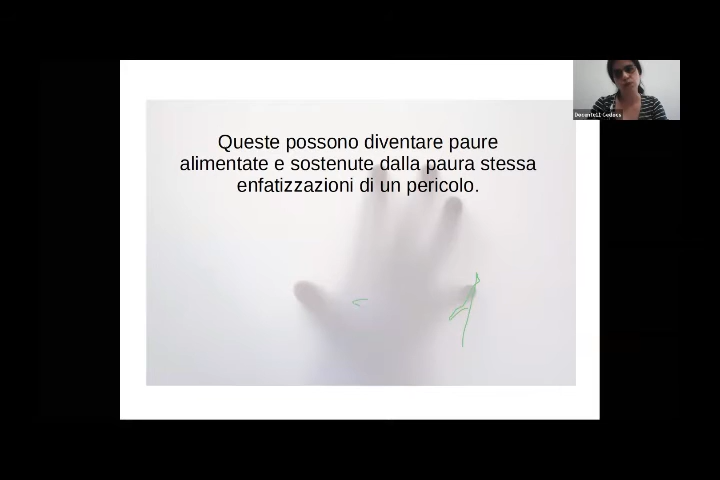 Queste possono diventare paure
alimentate e sostenute dalla paura stessa
enfatizzazioni di un pericolo.